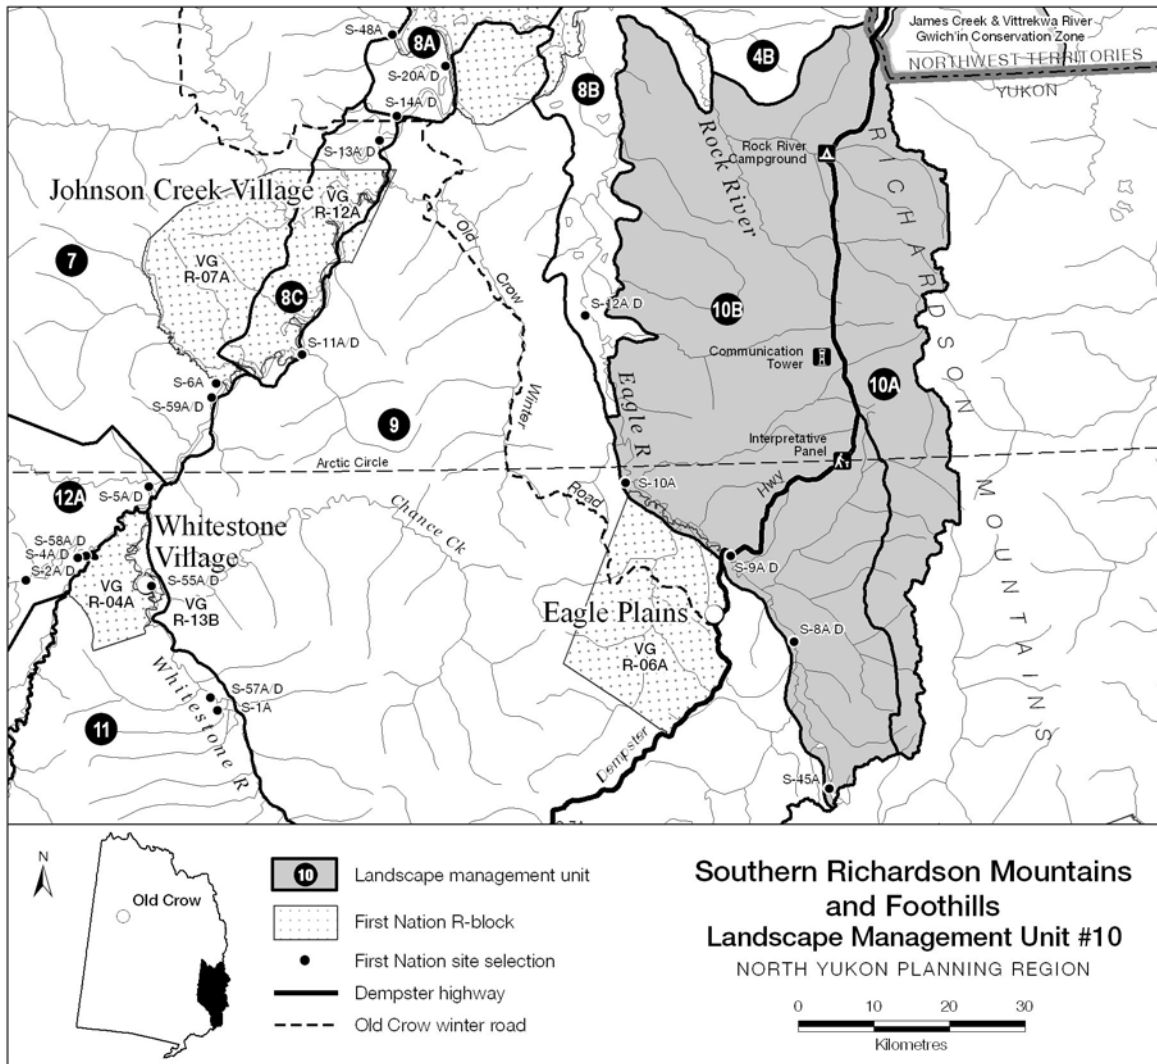 James Creek & Vittrekwa River
Gwich'in Conservation Zone
NORTHWEST TERRITORIES
YUKON
S-48A
8A
S-20A/D
4B
8B
S-14A/D
S-13A/D
Rock River
Rock River
Campground
RICHARDSON MOUNTAINS
Johnson Creek Village
VG
R-12A
Old Crow Winter Road
7
VG
R-07A
8C
S-12A/D
10B
S-11A/D
Communication
Tower
10A
S-6A
S-59A/D
Eagle R
9
Interpretative
Panel
Arctic Circle
Hwy
12A
S-5A/D
S-10A
Chance Ck
Whitestone
Village
S-58A/D
S-4A/D
S-2A/D
S-55A/D
VG
R-04A
VG
R-13B
S-9A/D
Eagle Plains
S-8A/D
VG
R-06A
Whitestone R
S-57A/D
S-1A
11
Dempster
S-45A
N
Old Crow
10
Landscape management unit
First Nation R-block
First Nation site selection
Dempster highway
Old Crow winter road
Southern Richardson Mountains
and Foothills
Landscape Management Unit #10
NORTH YUKON PLANNING REGION
0 10 20 30
Kilometres